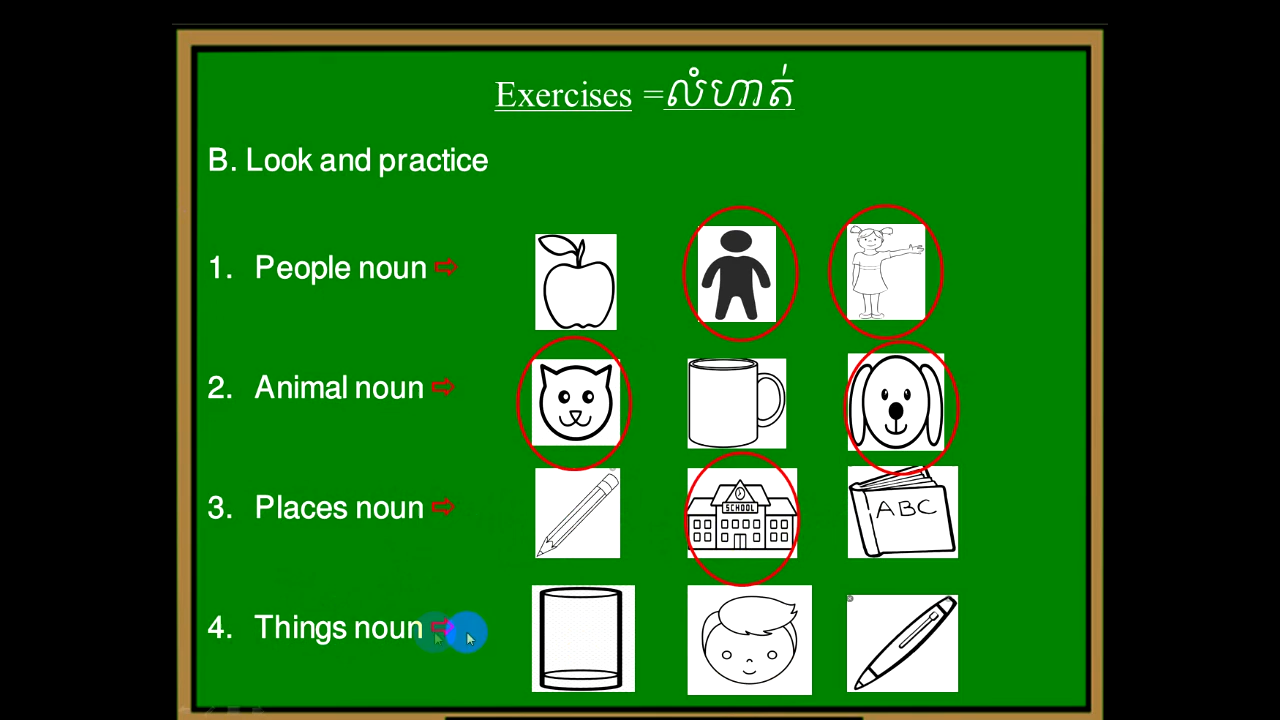 Exercises =លំហាត់
B. Look and practice
1. People noun ⇨
2. Animal noun ⇨
3. Places noun ⇨
SCHOOL
ABC
4. Things noun ⇨